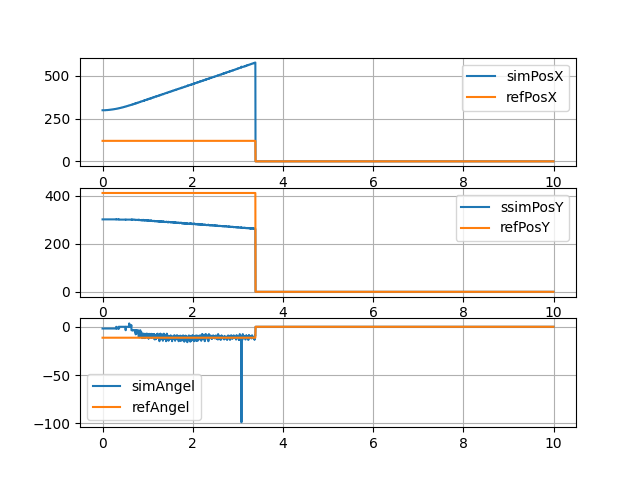 500
250
0
simPosX
refPosX
0 2 4 6 8 10
400
200
0
ssimPosY
refPosY
0 2 4 6 8 10
0
−50
−100
simAngel
refAngel
0 2 4 6 8 10